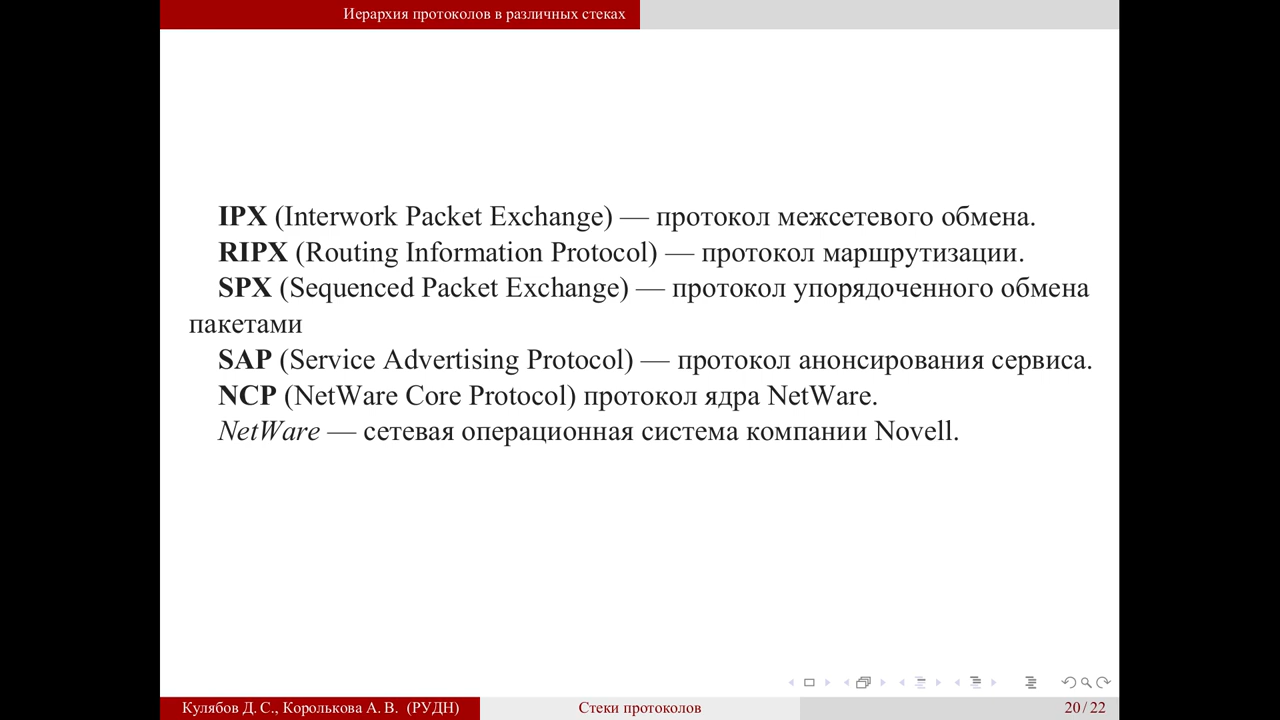 Иерархия протоколов в различных стеках
IPX (Interwork Packet Exchange) — протокол межсетевого обмена.
RIPX (Routing Information Protocol) — протокол маршрутизации.
SPX (Sequenced Packet Exchange) — протокол упорядоченного обмена
пакетами
SAP (Service Advertising Protocol) — протокол анонсирования сервиса.
NCP (NetWare Core Protocol) протокол ядра NetWare.
NetWare — сетевая операционная система компании Novell.
Кулябов Д. С., Королькова А. В. (РУДН)
Стеки протоколов
20 / 22